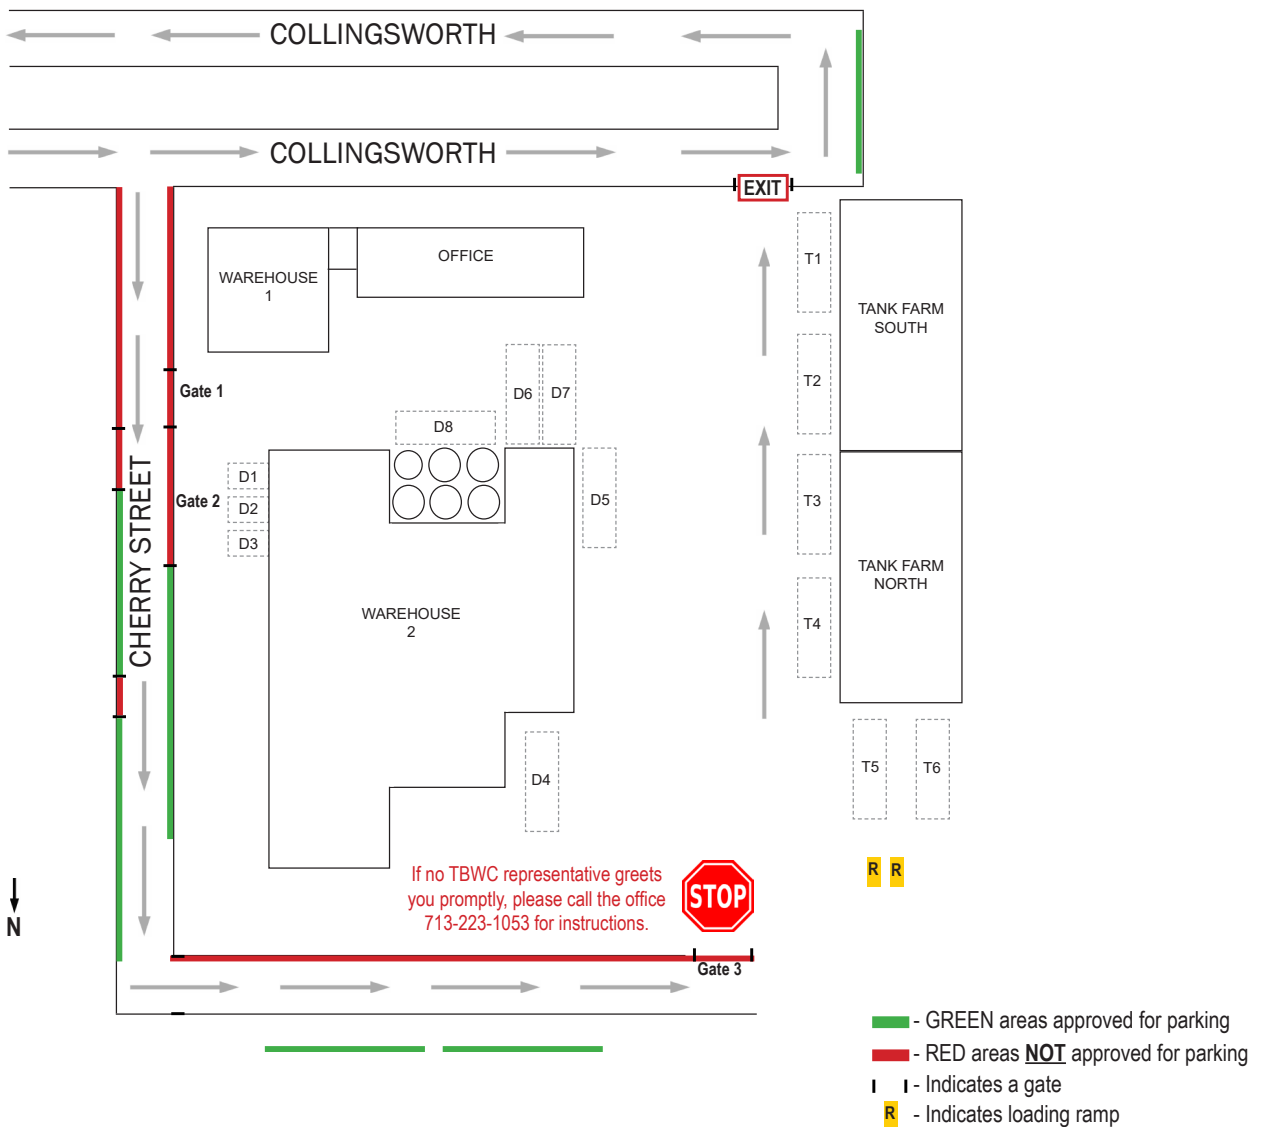 COLLINGSWORTH
COLLINGSWORTH
EXIT
WAREHOUSE
1
OFFICE
T1
TANK FARM
SOUTH
Gate 1
T2
D6
D7
D8
CHERRY STREET
Gate 2
D1
D2
D3
D5
T3
TANK FARM
NORTH
WAREHOUSE
2
T4
D4
T5
T6
If no TBWC representative greets
you promptly, please call the office
713-223-1053 for instructions.
STOP
R
R
N
Gate 3
- GREEN areas approved for parking
- RED areas NOT approved for parking
- Indicates a gate
R - Indicates loading ramp